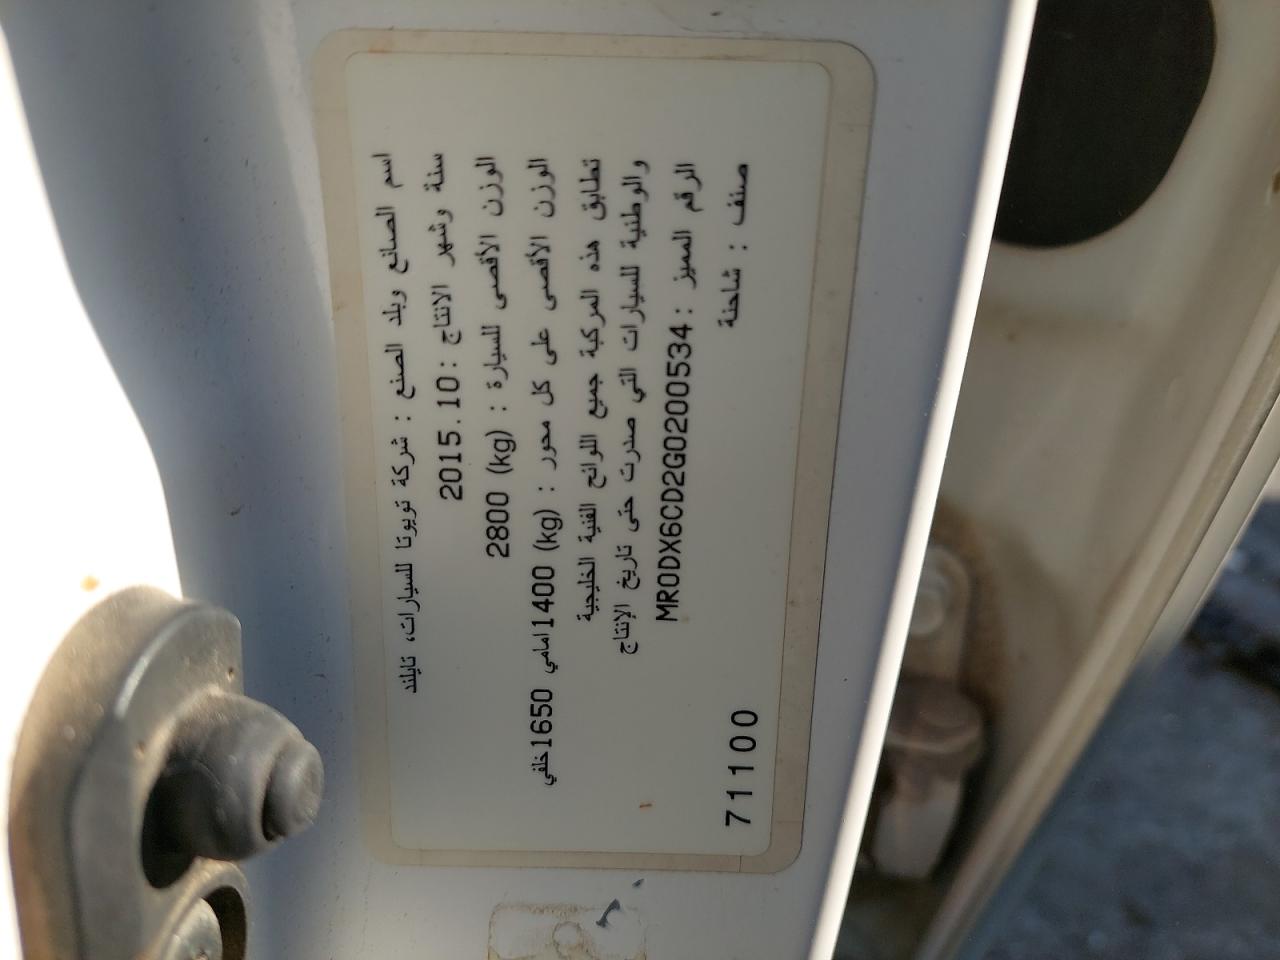 اسم الصانع وبلد الصنع : شركة تويوتا للسيارات، تايلند
سنة وشهر الانتاج : 2015.10
الوزن الأقصى للسيارة : (kg) 2800
الوزن الأقصى على كل محور : (kg) 1400امامي 1650خلفي
تطابق هذه المركبة جميع اللوائح الفنية الخليجية
والوطنية للسيارات التي صدرت حتى تاريخ الإنتاج
الرقم المميز : MR0DX6CD2G0200534
صنف : شاحنة
71100